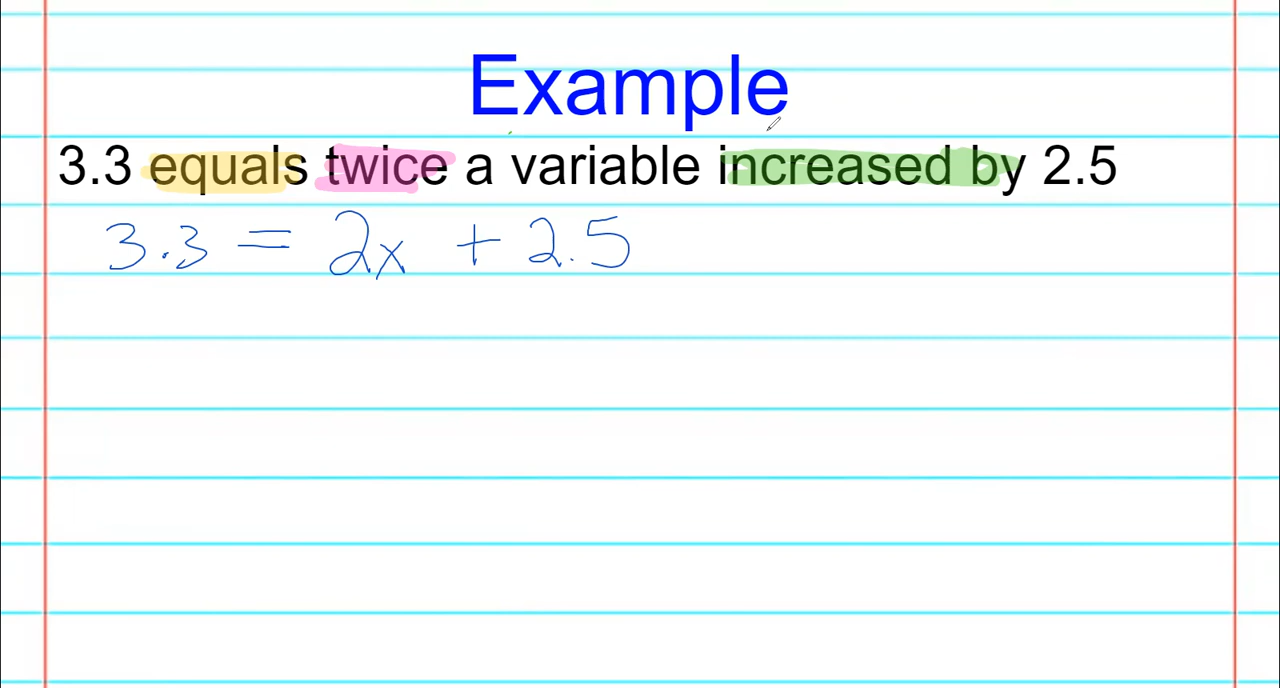 Example
3.3 equals twice a variable increased by 2.5
3.3 = 2x + 2.5